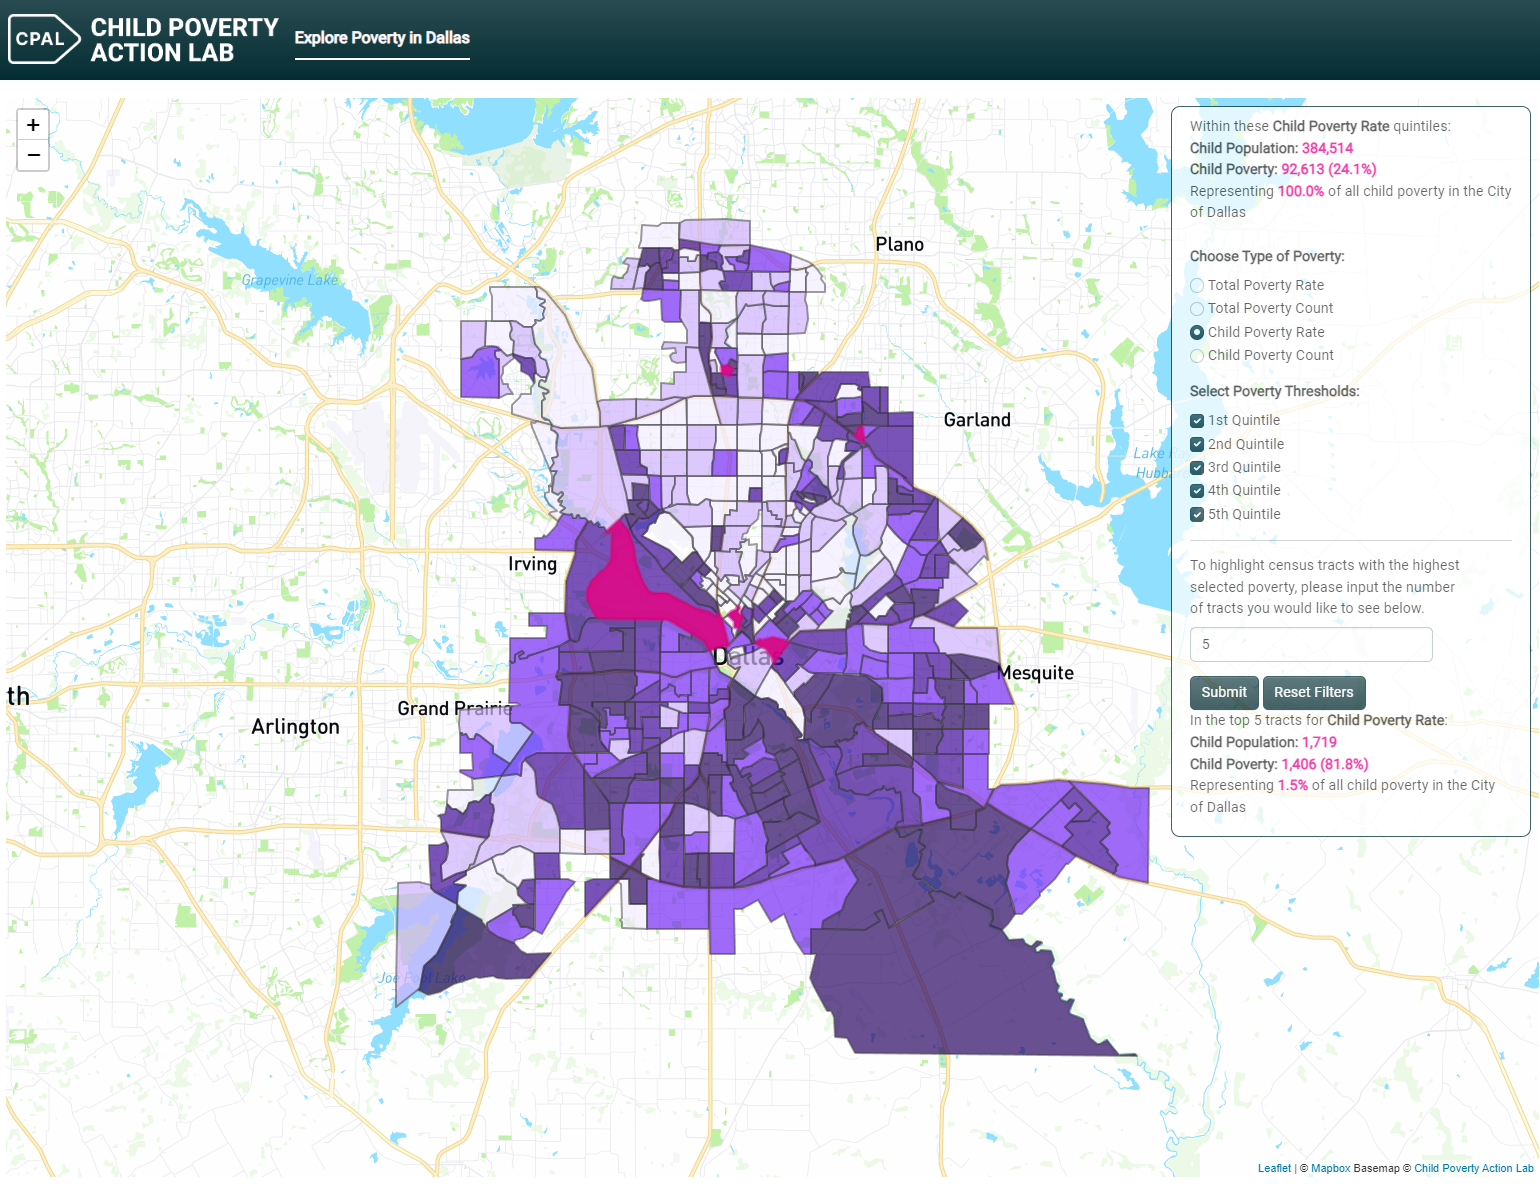 CPAL
CHILD POVERTY
ACTION LAB
Explore Poverty in Dallas
+
−
Within these Child Poverty Rate quintiles:
Child Population: 384,514
Child Poverty: 92,613 (24.1%)
Representing 100.0% of all child poverty in the City
of Dallas
Choose Type of Poverty:
Total Poverty Rate
Total Poverty Count
Child Poverty Rate
Child Poverty Count
Select Poverty Thresholds:
1st Quintile
2nd Quintile
3rd Quintile
4th Quintile
5th Quintile
To highlight census tracts with the highest
selected poverty, please input the number
of tracts you would like to see below.
5
Submit
Reset Filters
In the top 5 tracts for Child Poverty Rate:
Child Population: 1,719
Child Poverty: 1,406 (81.8%)
Representing 1.5% of all child poverty in the City
of Dallas
Plano
Grapevine Lake
Garland
Lake
Hubb
Irving
Dallas
Mesquite
th
Grand Prairie
Arlington
Joe Pool Lake
Leaflet | © Mapbox Basemap © Child Poverty Action Lab